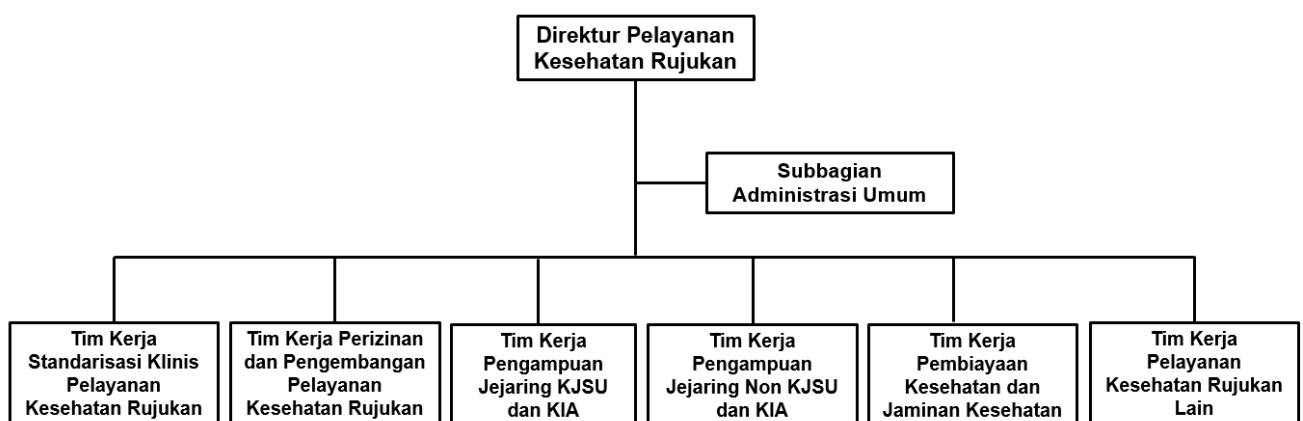 Direktur Pelayanan
Kesehatan Rujukan
Subbagian
Administrasi Umum
Tim Kerja
Standarisasi Klinis
Pelayanan
Kesehatan Rujukan
Tim Kerja Perizinan
dan Pengembangan
Pelayanan
Kesehatan Rujukan
Tim Kerja
Pengampuan
Jejaring KJSU
dan KIA
Tim Kerja
Pengampuan
Jejaring Non KJSU
dan KIA
Tim Kerja
Pembiayaan
Kesehatan dan
Jaminan Kesehatan
Tim Kerja
Pelayanan
Kesehatan Rujukan
Lain